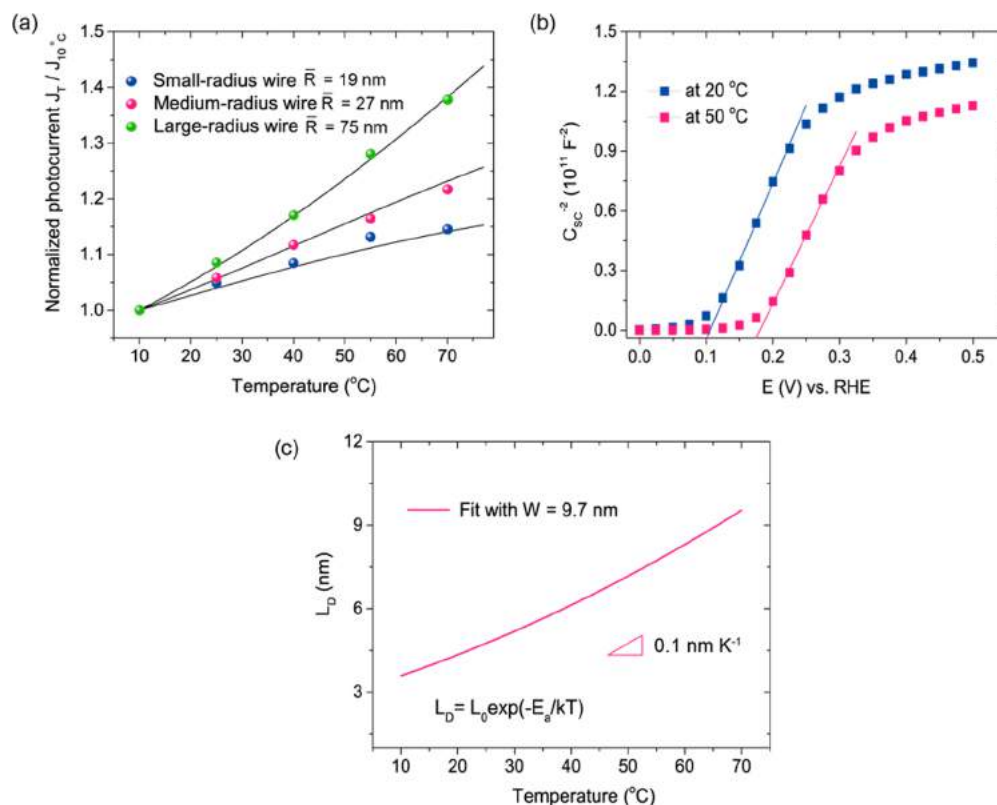 (a)
1.5
1.4
1.3
1.2
1.1
1.0
Normalized photocurrent J_T / J_10°C
Small-radius wire R̄ = 19 nm
Medium-radius wire R̄ = 27 nm
Large-radius wire R̄ = 75 nm
10 20 30 40 50 60 70
Temperature (°C)
(b)
1.5
1.2
0.9
0.6
0.3
0.0
C_SC^-2 (10^11 F^-2)
at 20 °C
at 50 °C
0.0 0.1 0.2 0.3 0.4 0.5
E (V) vs. RHE
(c)
12
9
6
3
L_D (nm)
Fit with W = 9.7 nm
0.1 nm K^-1
L_D= L_0exp(-E_a/kT)
10 20 30 40 50 60 70
Temperature (°C)